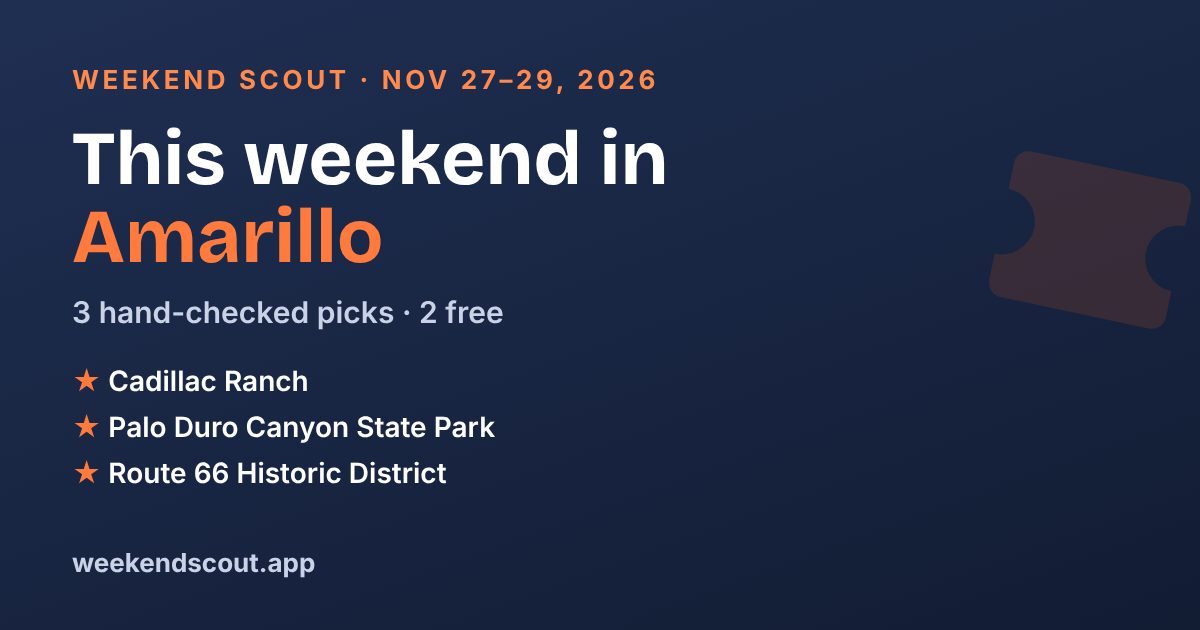 WEEKEND SCOUT · NOV 27–29, 2026
This weekend in
Amarillo
3 hand-checked picks · 2 free
★ Cadillac Ranch
★ Palo Duro Canyon State Park
★ Route 66 Historic District
weekendscout.app